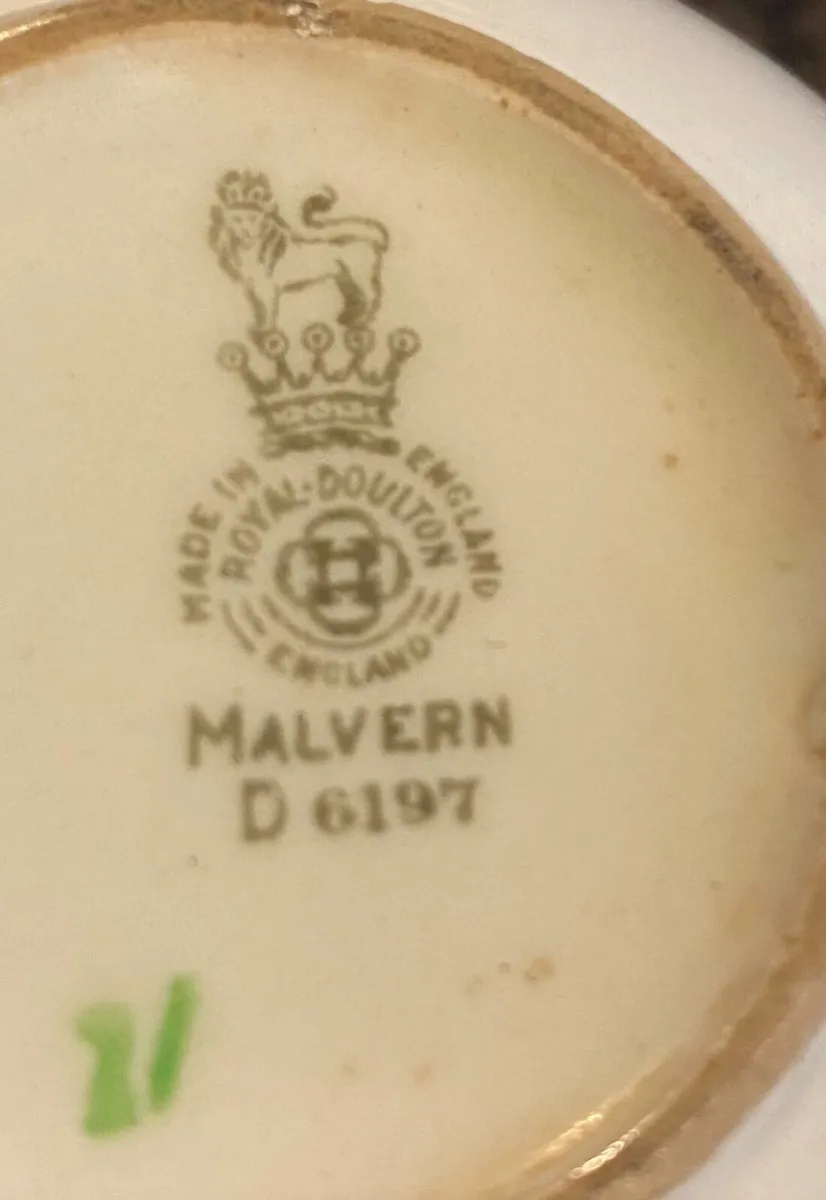 MADE IN ENGLAND
ROYAL-DOULTON
ENGLAND
MALVERN
D 6197